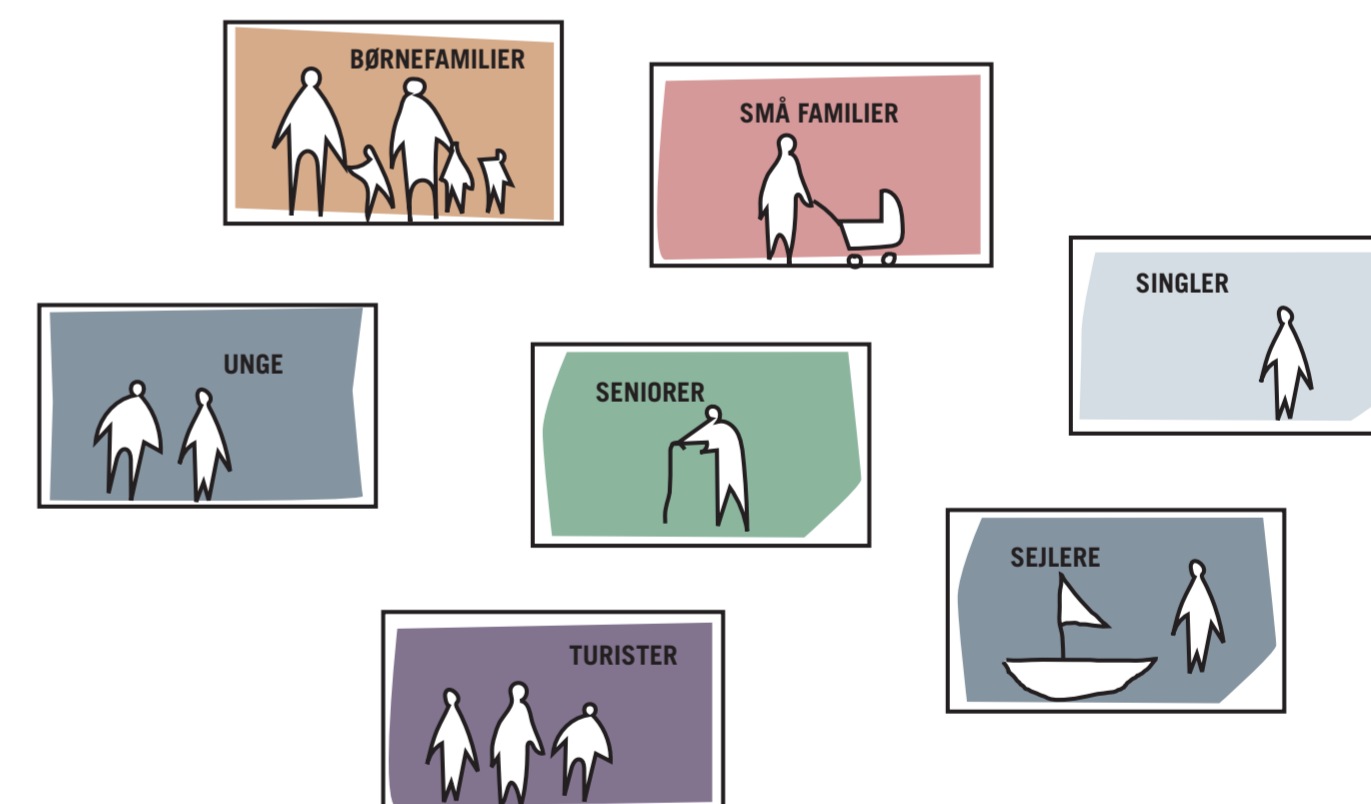 BØRNEFAMILIER
SMÅ FAMILIER
SINGLER
UNGE
SENIORER
SEJLERE
TURISTER